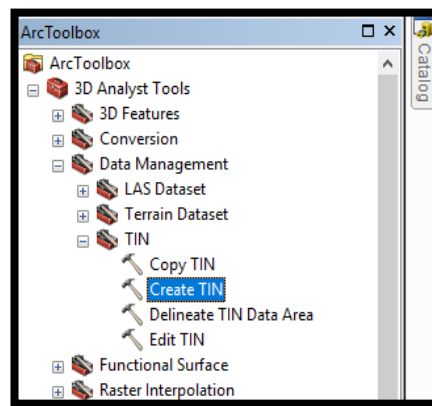 ArcToolbox
ArcToolbox
3D Analyst Tools
3D Features
Conversion
Data Management
LAS Dataset
Terrain Dataset
TIN
Copy TIN
Create TIN
Delineate TIN Data Area
Edit TIN
Functional Surface
Raster Interpolation
Catalog